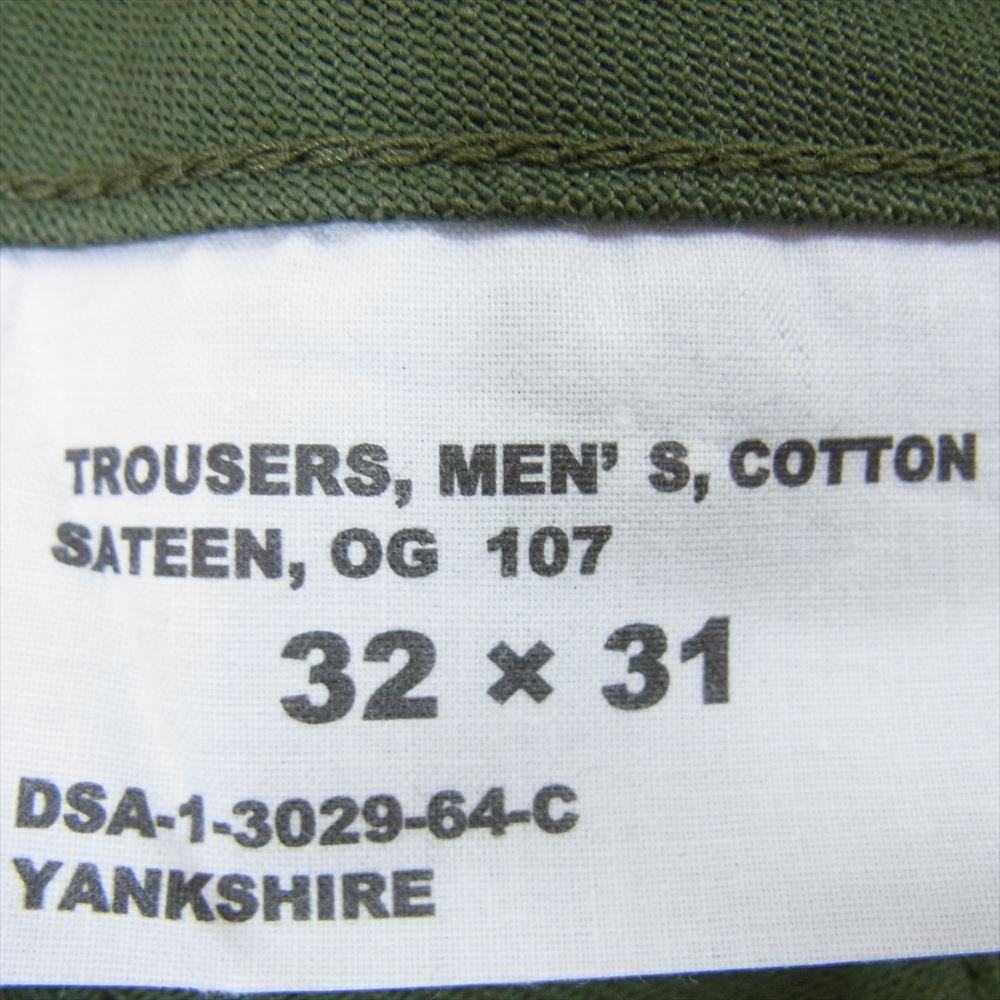 TROUSERS, MEN' S, COTTON
SATEEN, OG 107
32 × 31
DSA-1-3029-64-C
YANKSHIRE